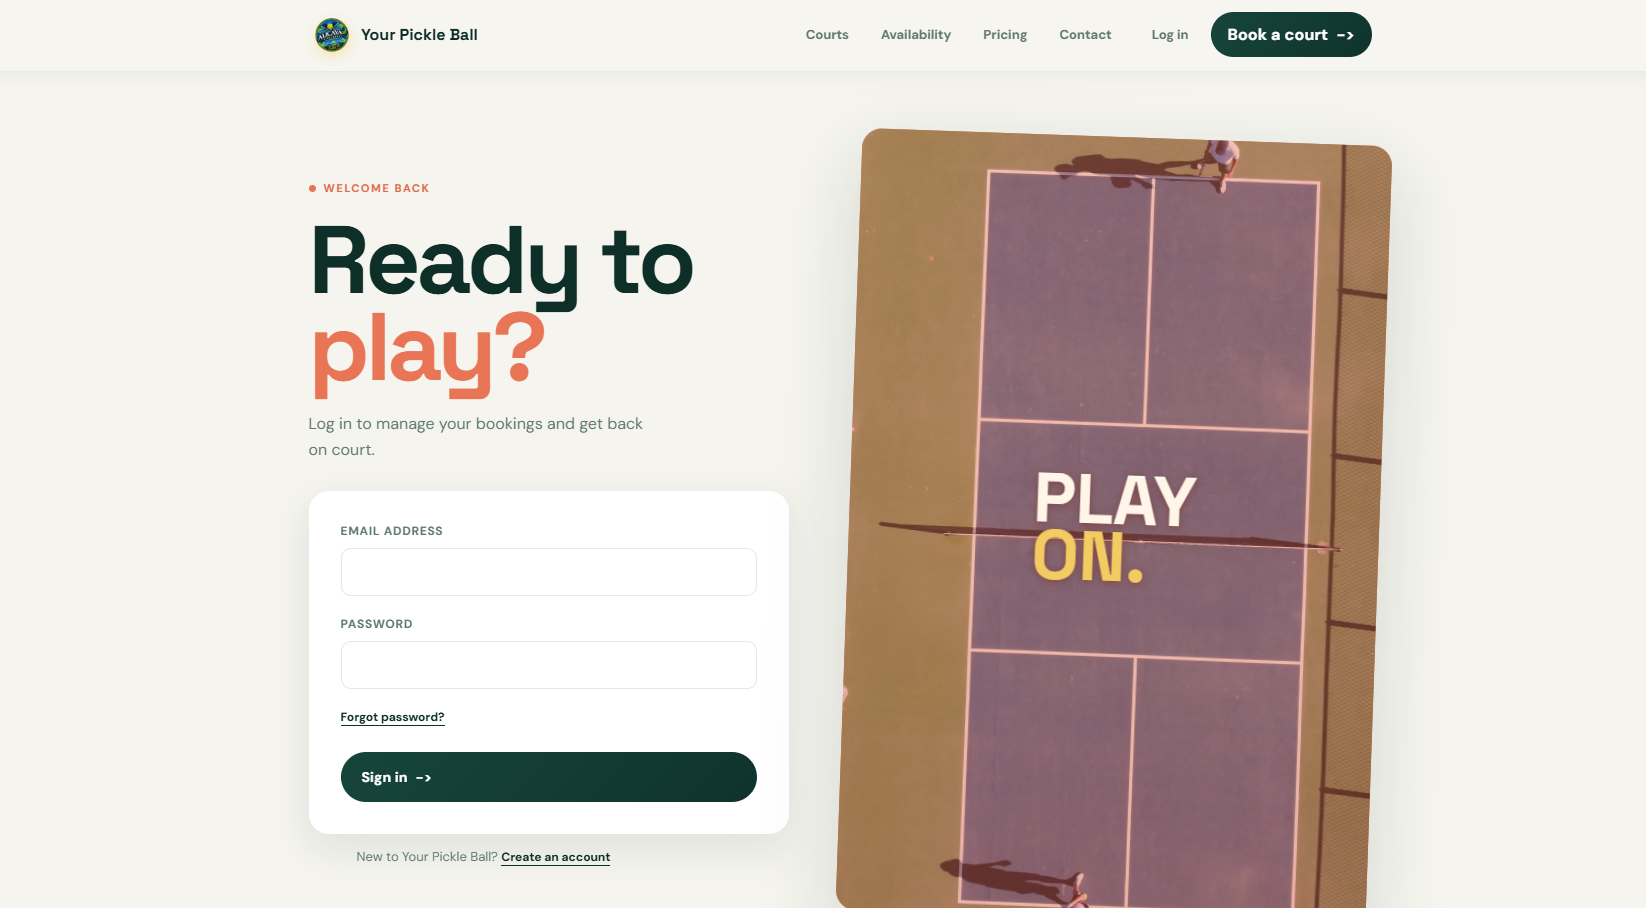 Your Pickle Ball
Courts
Availability
Pricing
Contact
Log in
Book a court ->
WELCOME BACK
Ready to
play?
Log in to manage your bookings and get back
on court.
EMAIL ADDRESS
PASSWORD
Forgot password?
Sign in ->
New to Your Pickle Ball? Create an account
PLAY
ON.